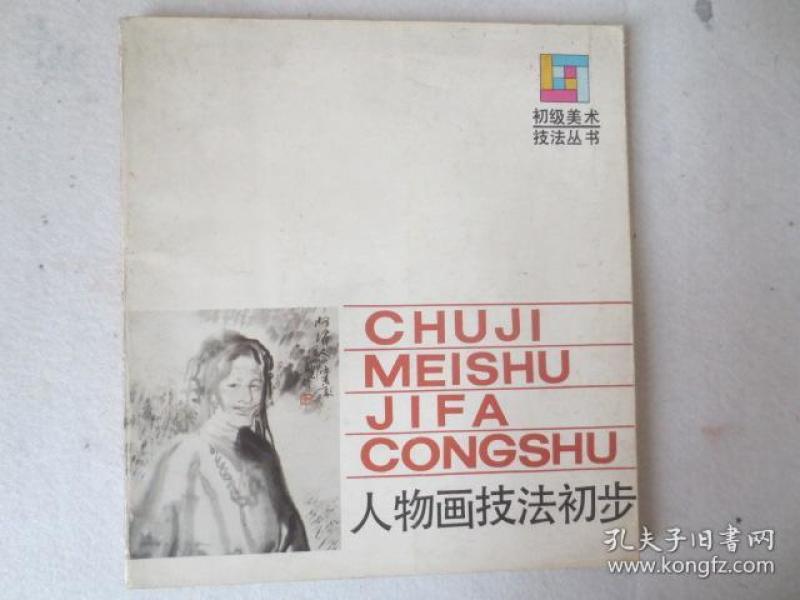 初级美术
技法丛书
CHUJI
MEISHU
JIFA
CONGSHU
人物画技法初步
孔夫子旧书网
www.kongfz.com